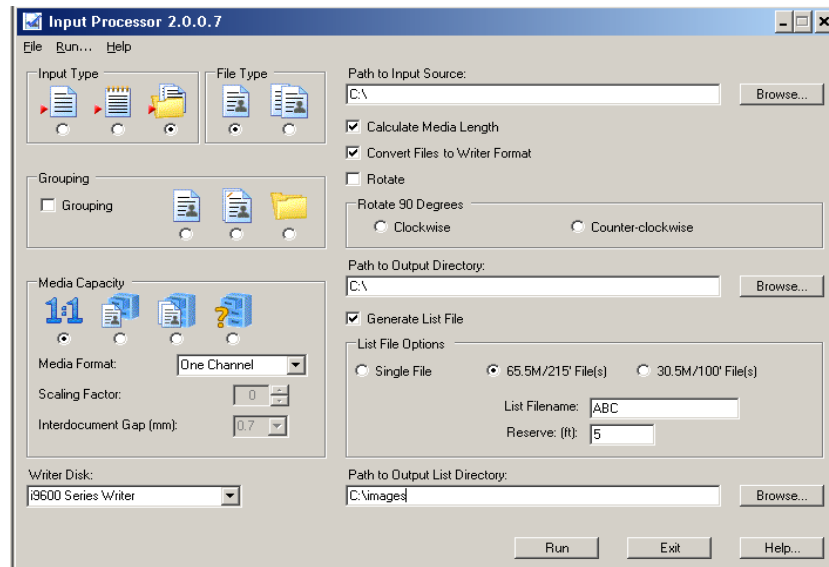 Input Processor 2.0.0.7
File Run... Help
Input Type
File Type
Grouping
Grouping
Media Capacity
1:1
?
Media Format: One Channel
Scaling Factor: 0
Interdocument Gap (mm): 0.7
Writer Disk:
i9600 Series Writer
Path to Input Source:
C:\ Browse...
Calculate Media Length
Convert Files to Writer Format
Rotate
Rotate 90 Degrees
Clockwise Counter-clockwise
Path to Output Directory:
C:\ Browse...
Generate List File
List File Options
Single File 65.5M/215' File(s) 30.5M/100' File(s)
List Filename: ABC
Reserve: (ft): 5
Path to Output List Directory:
C:\images Browse...
Run Exit Help...